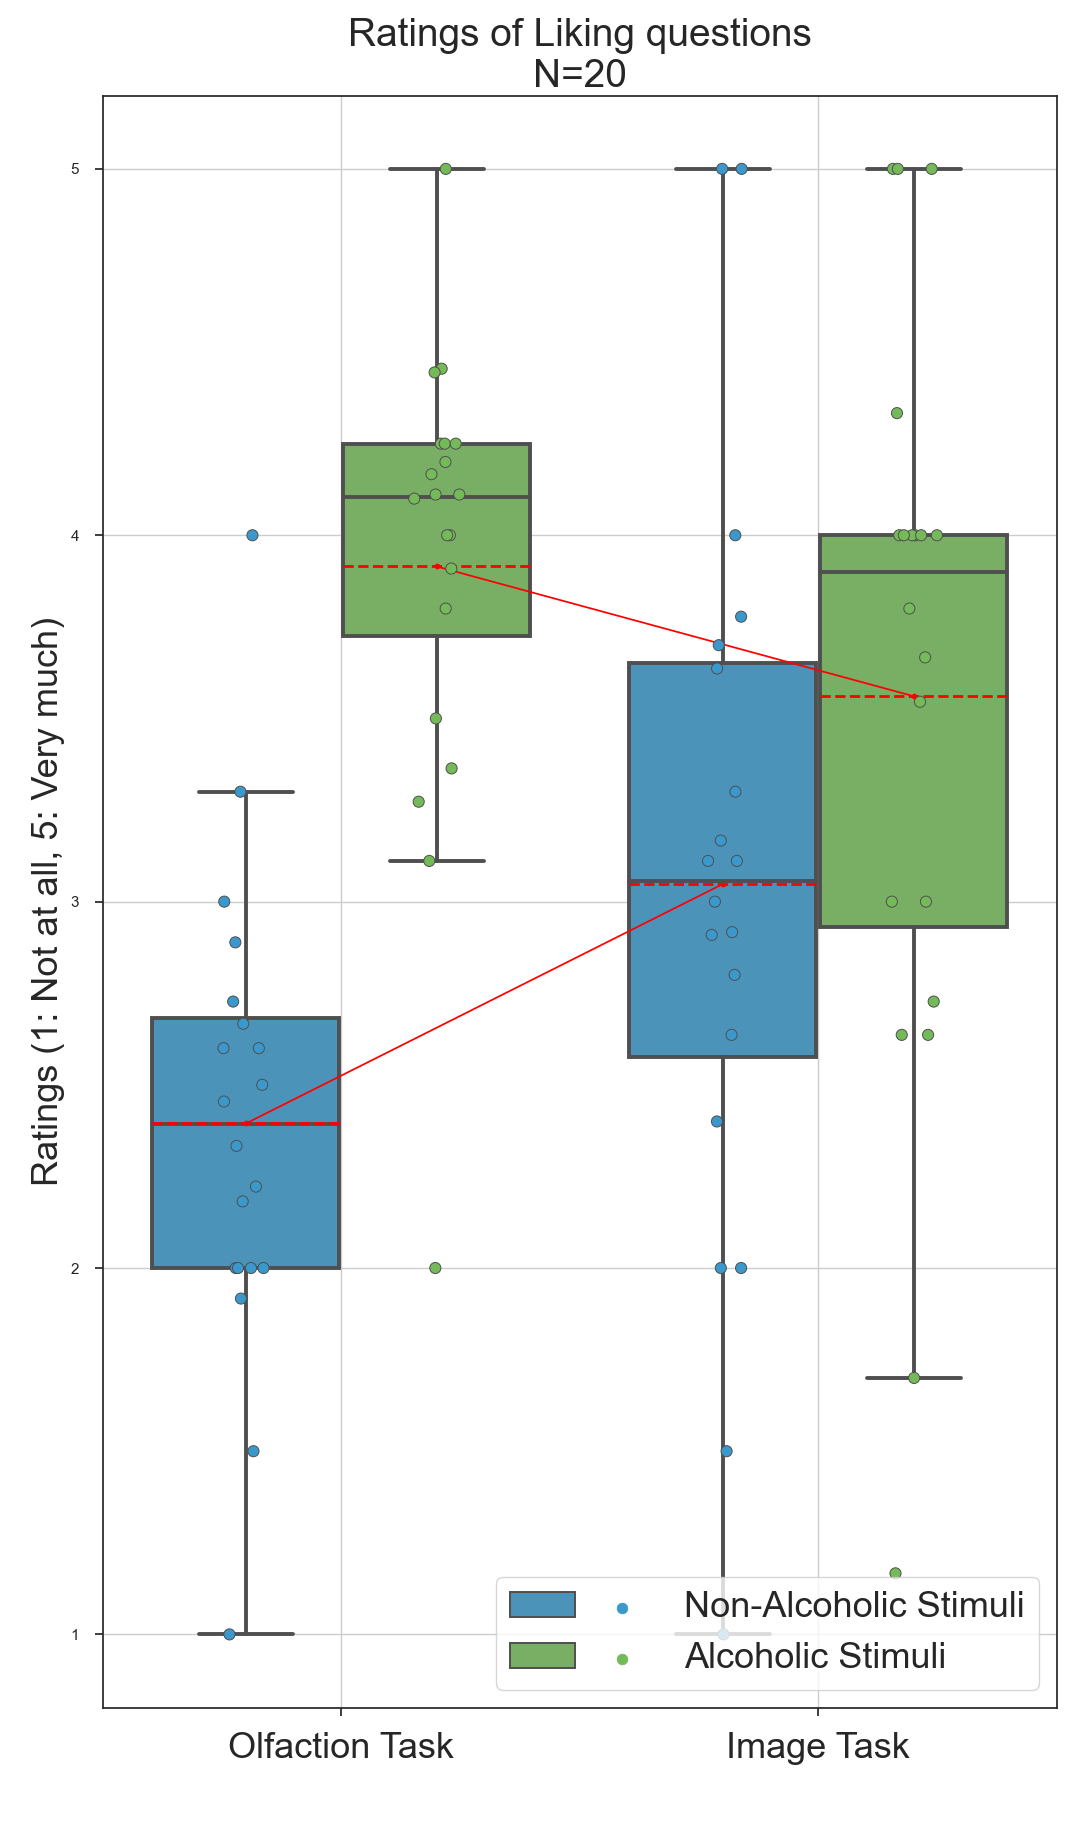 Ratings of Liking questions
N=20
Ratings (1: Not at all, 5: Very much)
5
4
3
2
1
Non-Alcoholic Stimuli
Alcoholic Stimuli
Olfaction Task
Image Task